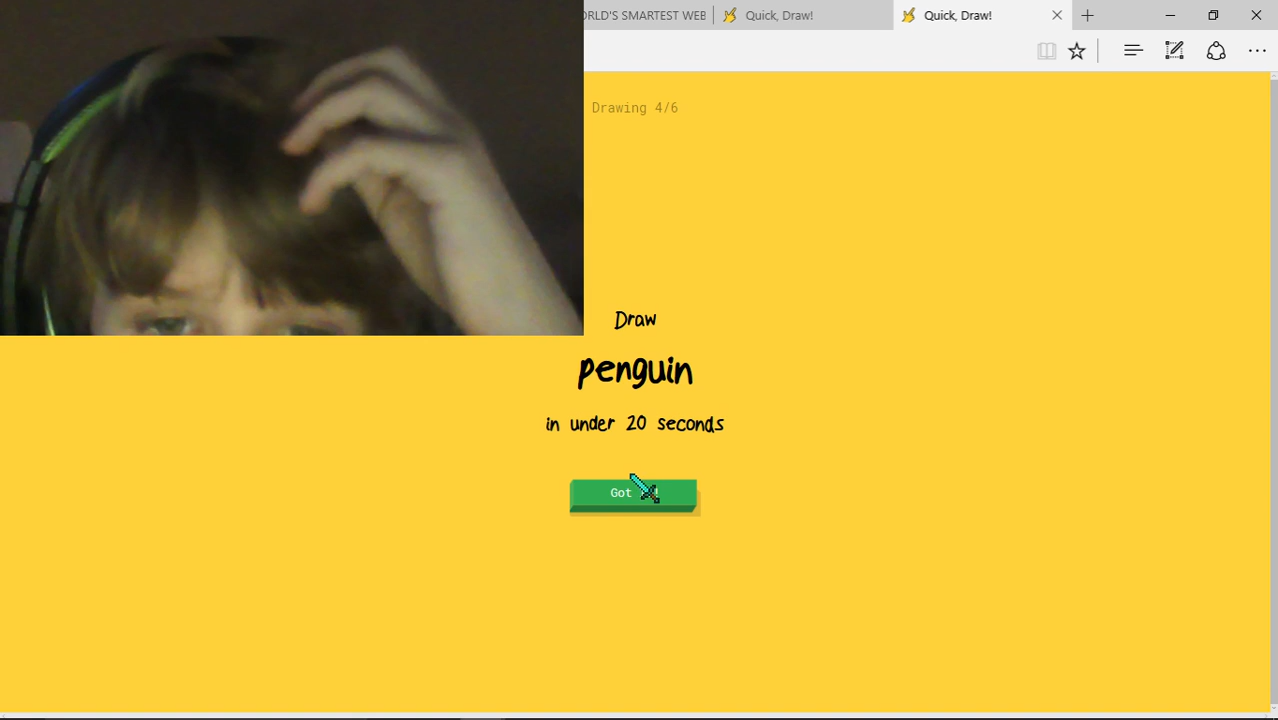 ORLD'S SMARTEST WEB
Quick, Draw!
Quick, Draw!
Drawing 4/6
Draw
penguin
in under 20 seconds
Got